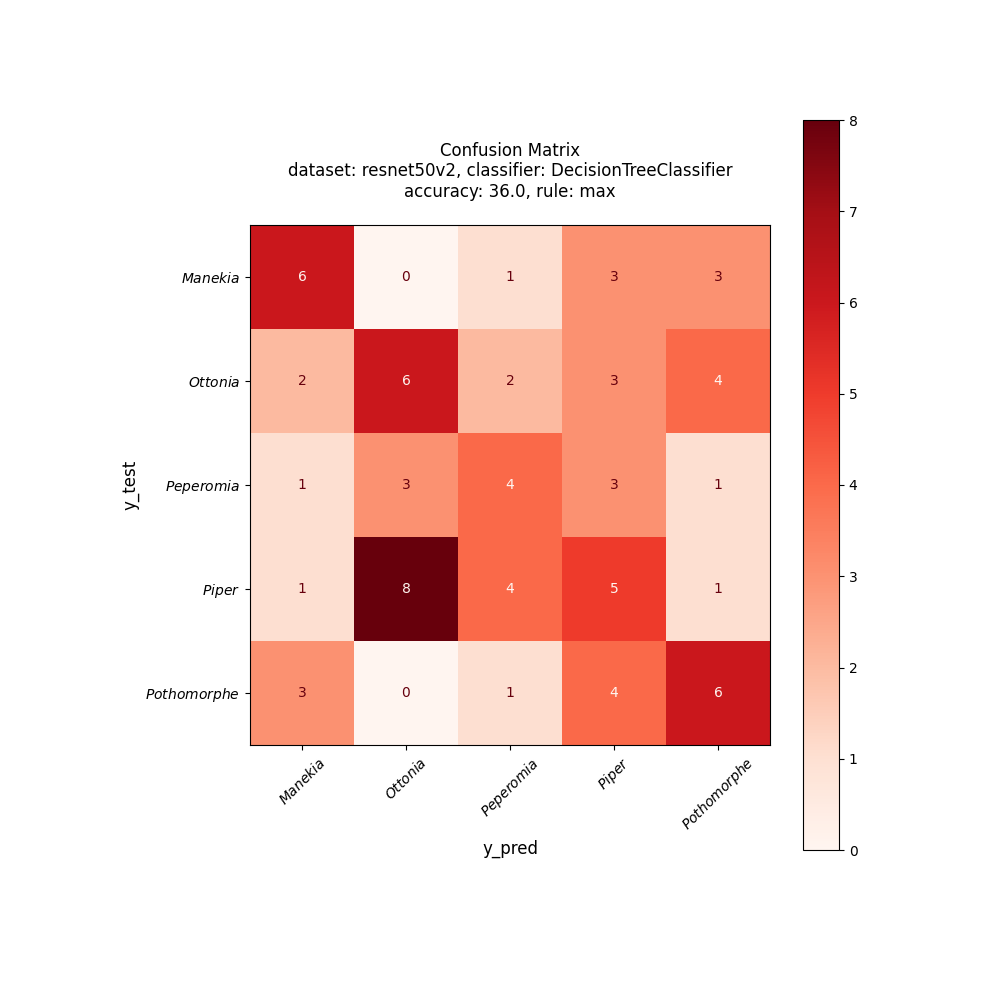 Confusion Matrix
dataset: resnet50v2, classifier: DecisionTreeClassifier
accuracy: 36.0, rule: max
y_test
Manekia 6 0 1 3 3
Ottonia 2 6 2 3 4
Peperomia 1 3 4 3 1
Piper 1 8 4 5 1
Pothomorphe 3 0 1 4 6
Manekia Ottonia Peperomia Piper Pothomorphe
y_pred
8
7
6
5
4
3
2
1
0